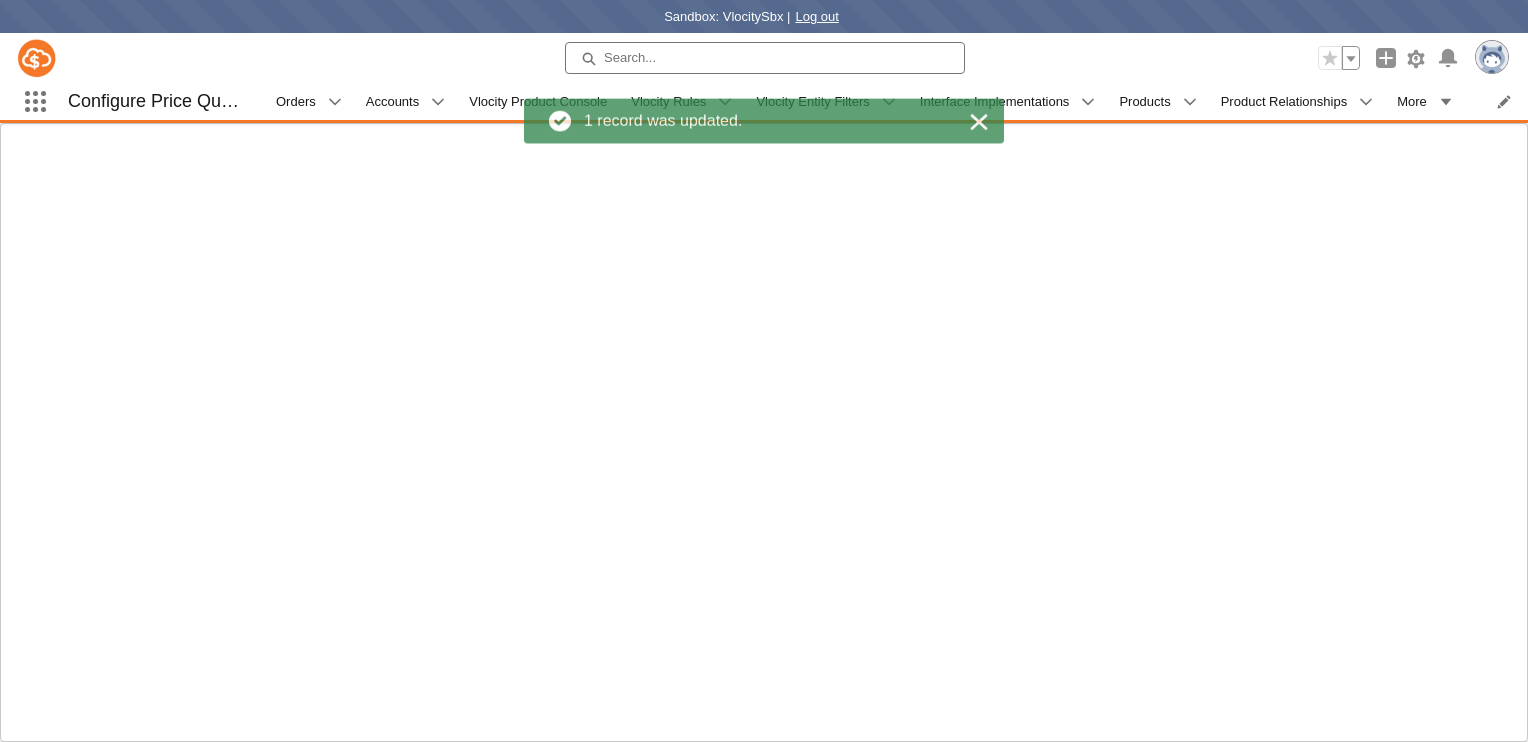 Sandbox: VlocitySbx | Log out
Search...
Configure Price Qu…
Orders
Accounts
Vlocity Product Console
Vlocity Rules
Vlocity Entity Filters
Interface Implementations
Products
Product Relationships
More
1 record was updated.